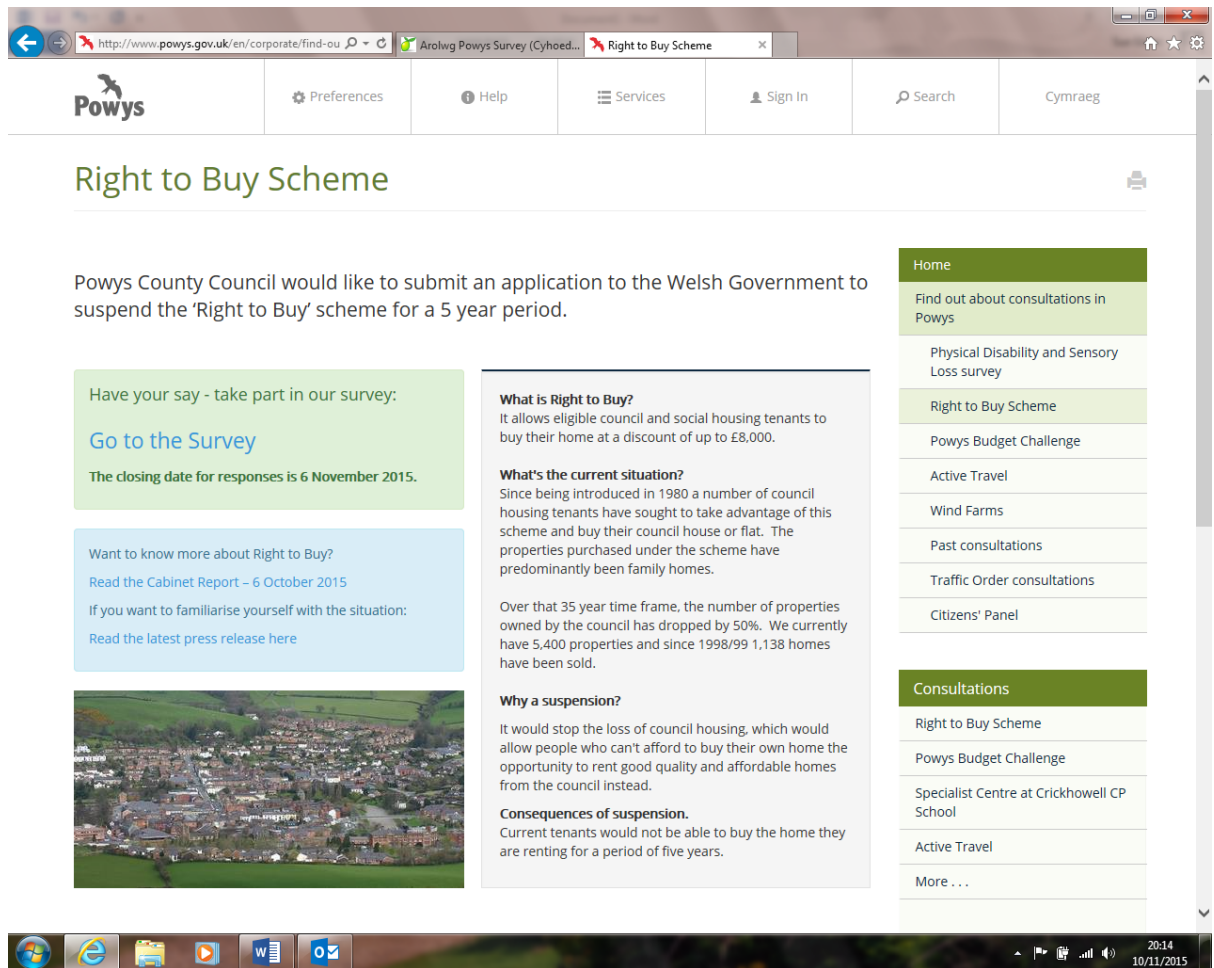 http://www.powys.gov.uk/en/corporate/find-ou
Arolwg Powys Survey (Cyhoed...
Right to Buy Scheme
Powys
Preferences
Help
Services
Sign In
Search
Cymraeg
Right to Buy Scheme
Powys County Council would like to submit an application to the Welsh Government to
suspend the ‘Right to Buy’ scheme for a 5 year period.
Have your say - take part in our survey:
Go to the Survey
The closing date for responses is 6 November 2015.
Want to know more about Right to Buy?
Read the Cabinet Report – 6 October 2015
If you want to familiarise yourself with the situation:
Read the latest press release here
What is Right to Buy?
It allows eligible council and social housing tenants to
buy their home at a discount of up to £8,000.
What's the current situation?
Since being introduced in 1980 a number of council
housing tenants have sought to take advantage of this
scheme and buy their council house or flat. The
properties purchased under the scheme have
predominantly been family homes.
Over that 35 year time frame, the number of properties
owned by the council has dropped by 50%. We currently
have 5,400 properties and since 1998/99 1,138 homes
have been sold.
Why a suspension?
It would stop the loss of council housing, which would
allow people who can't afford to buy their own home the
opportunity to rent good quality and affordable homes
from the council instead.
Consequences of suspension.
Current tenants would not be able to buy the home they
are renting for a period of five years.
Home
Find out about consultations in
Powys
Physical Disability and Sensory
Loss survey
Right to Buy Scheme
Powys Budget Challenge
Active Travel
Wind Farms
Past consultations
Traffic Order consultations
Citizens' Panel
Consultations
Right to Buy Scheme
Powys Budget Challenge
Specialist Centre at Crickhowell CP
School
Active Travel
More . . .
20:14
10/11/2015